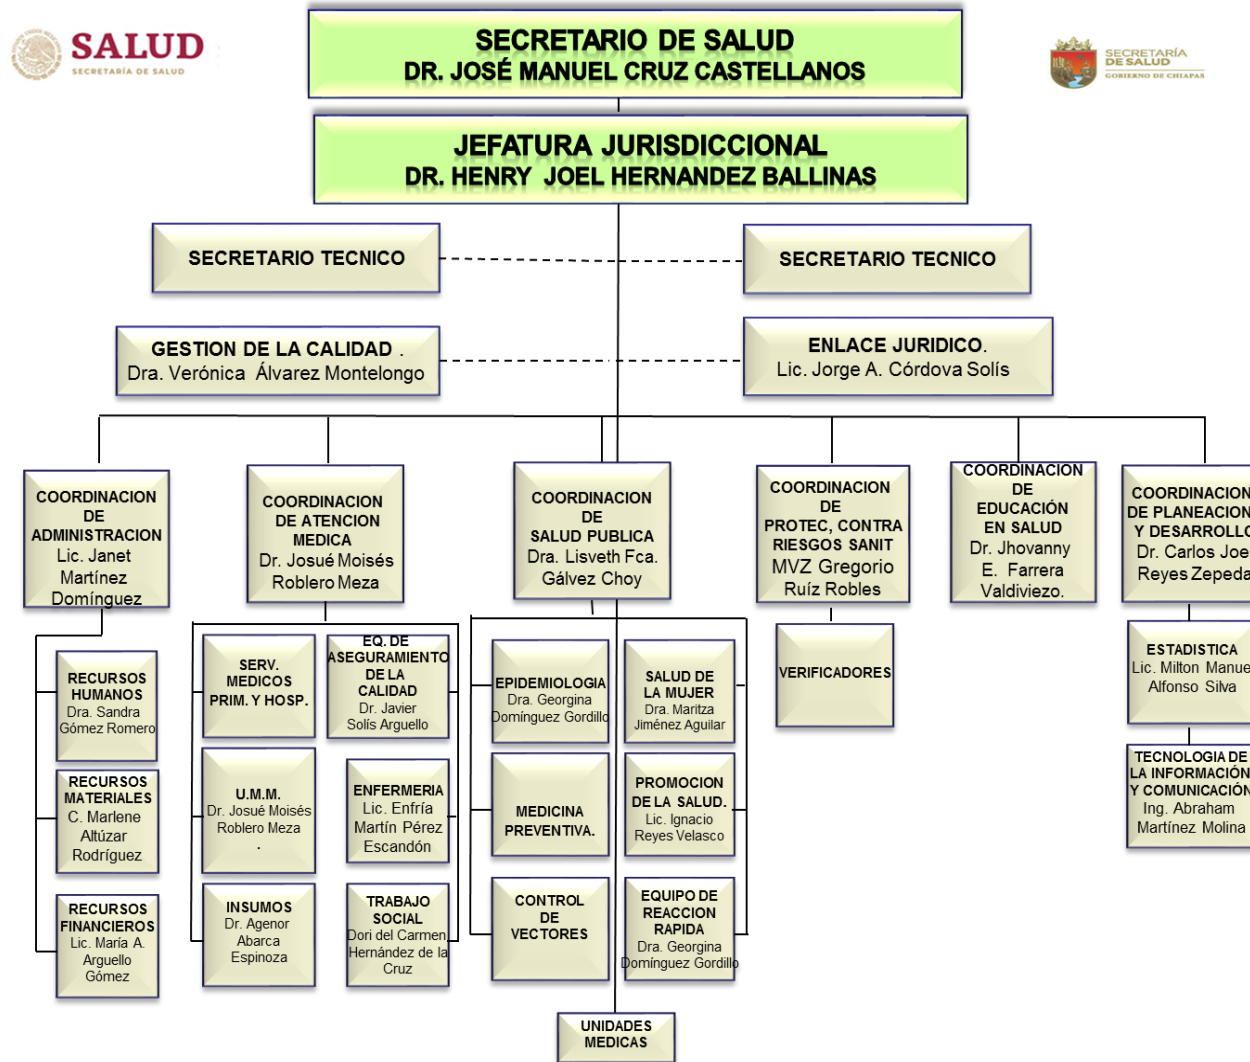 SALUD
SECRETARÍA DE SALUD
SECRETARIO DE SALUD
DR. JOSÉ MANUEL CRUZ CASTELLANOS
SECRETARÍA
DE SALUD
GOBIERNO DE CHIAPAS
JEFATURA JURISDICCIONAL
DR. HENRY JOEL HERNANDEZ BALLINAS
SECRETARIO TECNICO
SECRETARIO TECNICO
GESTION DE LA CALIDAD .
Dra. Verónica Álvarez Montelongo
ENLACE JURIDICO.
Lic. Jorge A. Córdova Solís
COORDINACION
DE
ADMINISTRACION
Lic. Janet
Martínez
Domínguez
COORDINACION
DE ATENCION
MEDICA
Dr. Josué Moisés
Roblero Meza
COORDINACION
DE
SALUD PUBLICA
Dra. Lisveth Fca.
Gálvez Choy
COORDINACION
DE
PROTEC, CONTRA
RIESGOS SANIT
MVZ Gregorio
Ruíz Robles
COORDINACION
DE
EDUCACIÓN
EN SALUD
Dr. Jhovanny
E. Farrera
Valdiviezo.
COORDINACION
DE PLANEACION
Y DESARROLLO
Dr. Carlos Joel
Reyes Zepeda
RECURSOS
HUMANOS
Dra. Sandra
Gómez Romero
RECURSOS
MATERIALES
C. Marlene
Altúzar
Rodríguez
RECURSOS
FINANCIEROS
Lic. María A.
Arguello
Gómez
SERV.
MEDICOS
PRIM. Y HOSP.
EQ. DE
ASEGURAMIENTO
DE LA
CALIDAD
Dr. Javier
Solís Arguello
U.M.M.
Dr. Josué Moisés
Roblero Meza
.
ENFERMERIA
Lic. Enfría
Martín Pérez
Escandón
INSUMOS
Dr. Agenor
Abarca
Espinoza
TRABAJO
SOCIAL
Dori del Carmen
Hernández de la
Cruz
EPIDEMIOLOGIA
Dra. Georgina
Domínguez Gordillo
SALUD DE
LA MUJER
Dra. Maritza
Jiménez Aguilar
MEDICINA
PREVENTIVA.
PROMOCION
DE LA SALUD.
Lic. Ignacio
Reyes Velasco
CONTROL
DE
VECTORES
EQUIPO DE
REACCION
RAPIDA
Dra. Georgina
Domínguez Gordillo
VERIFICADORES
ESTADISTICA
Lic. Milton Manuel
Alfonso Silva
TECNOLOGIA DE
LA INFORMACIÓN
Y COMUNICACIÓN
Ing. Abraham
Martínez Molina
UNIDADES
MEDICAS